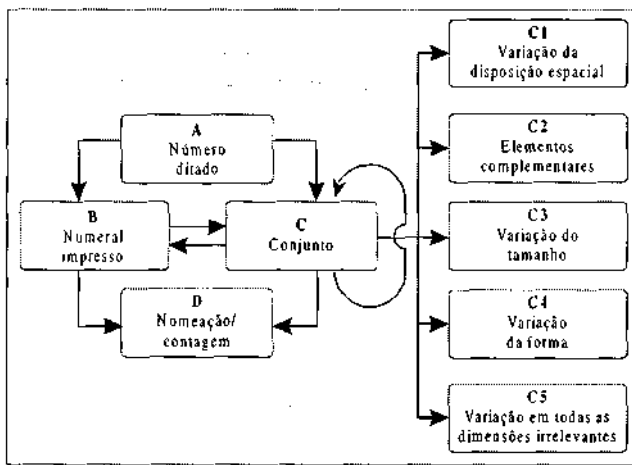 A
Número
ditado
B
Numeral
impresso
C
Conjunto
D
Nomeação/
contagem
C1
Variação da
disposição espacial
C2
Elementos
complementares
C3
Variação do
tamanho
C4
Variação
da forma
C5
Variação em todas as
dimensões irrelevantes